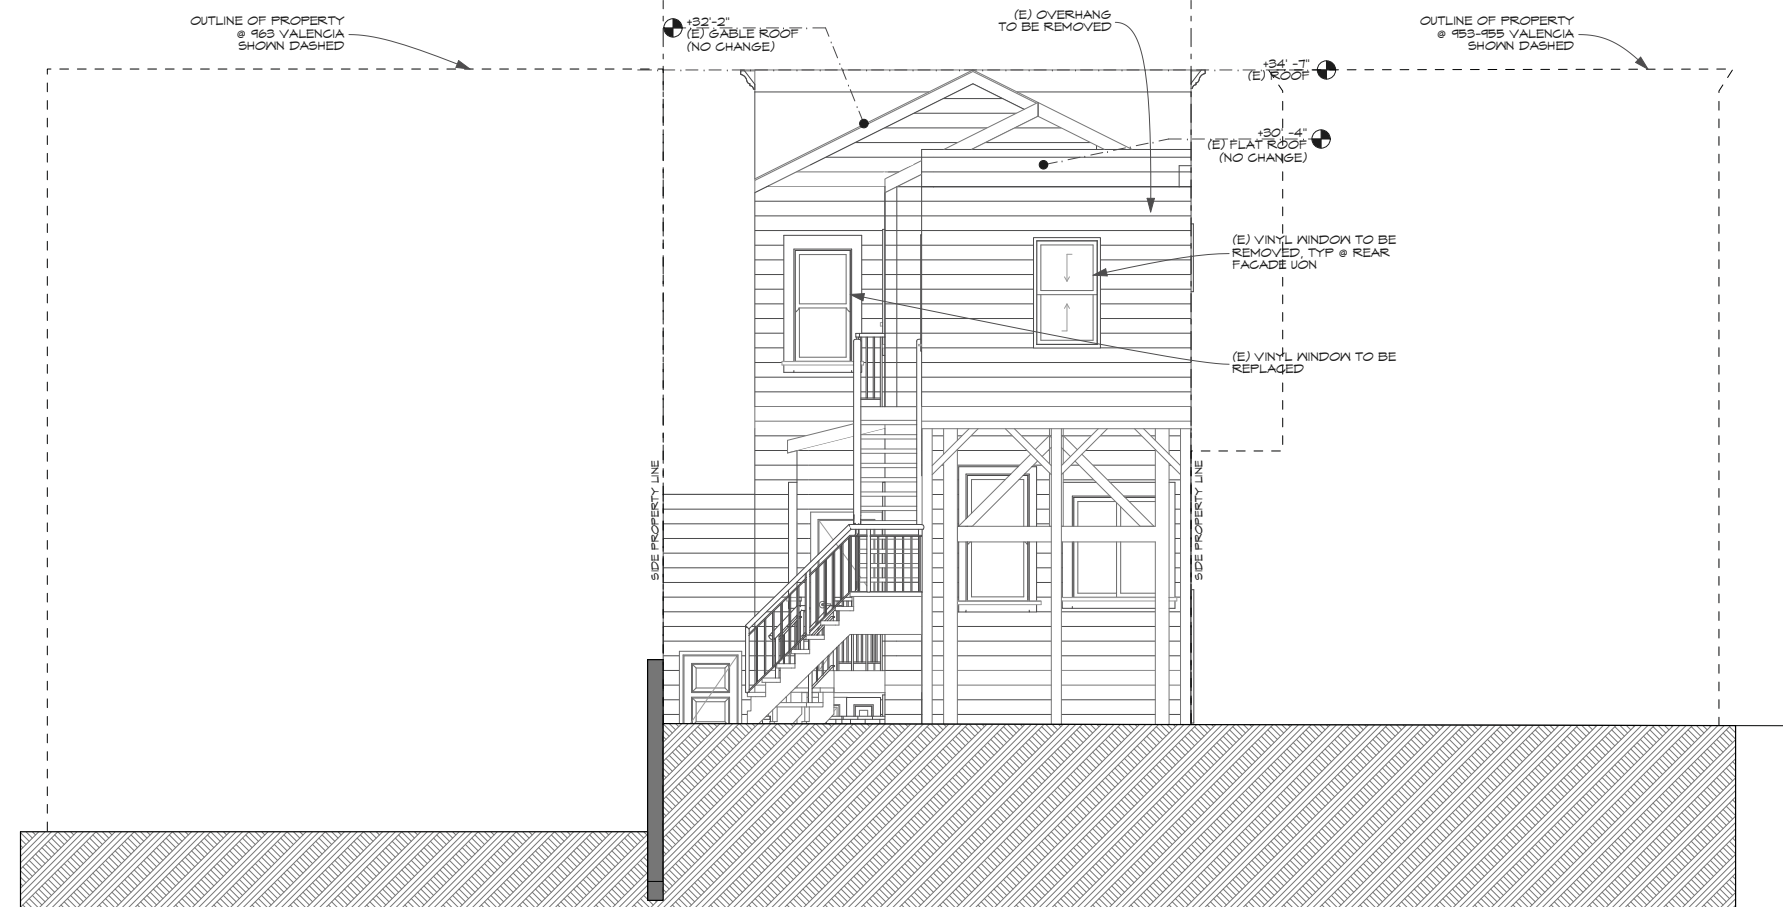 OUTLINE OF PROPERTY
@ 963 VALENCIA
SHOWN DASHED
+32'-2"
(E) GABLE ROOF
(NO CHANGE)
(E) OVERHANG
TO BE REMOVED
OUTLINE OF PROPERTY
@ 953-955 VALENCIA
SHOWN DASHED
+34' -7"
(E) ROOF
+30' -4"
(E) FLAT ROOF
(NO CHANGE)
(E) VINYL WINDOW TO BE
REMOVED, TYP @ REAR
FACADE UON
(E) VINYL WINDOW TO BE
REPLACED
SIDE PROPERTY LINE
SIDE PROPERTY LINE